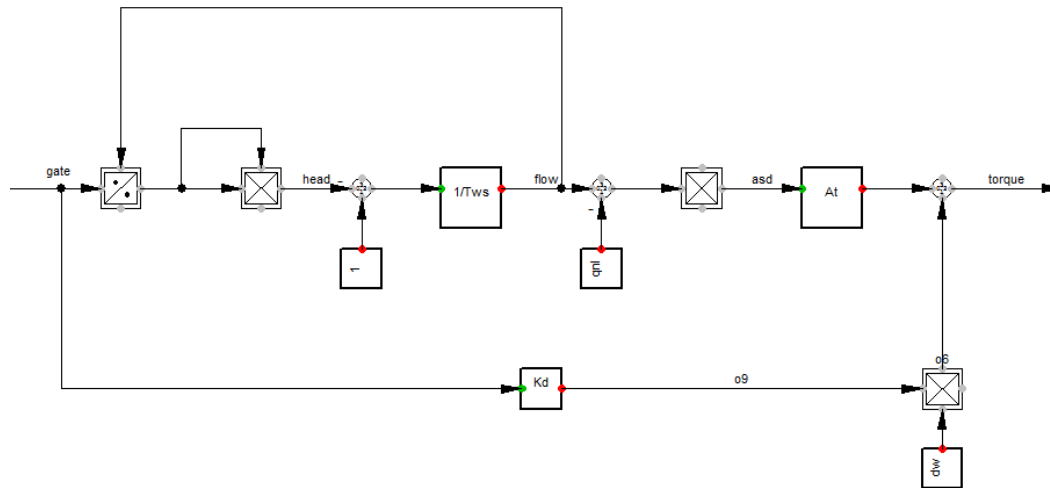 gate
head
-
1/Tws
flow
-
asd
At
torque
1
qnl
Kd
o9
o6
dw